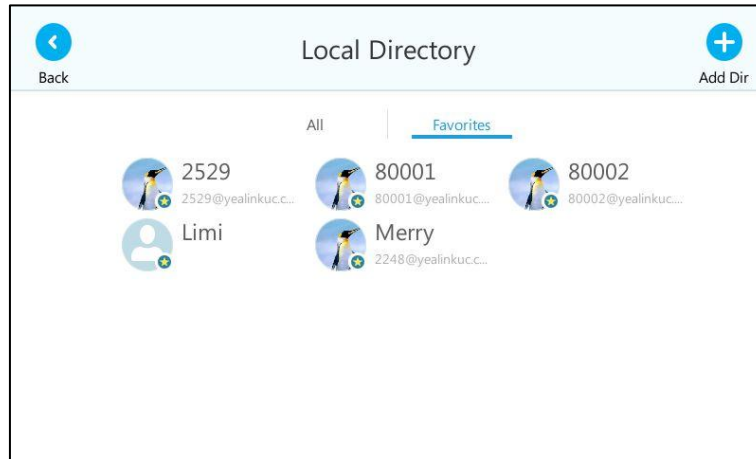 Local Directory
Back
Add Dir
All
Favorites
2529
2529@yealinkuc.c...
80001
80001@yealinkuc....
80002
80002@yealinkuc....
Limi
Merry
2248@yealinkuc.c...